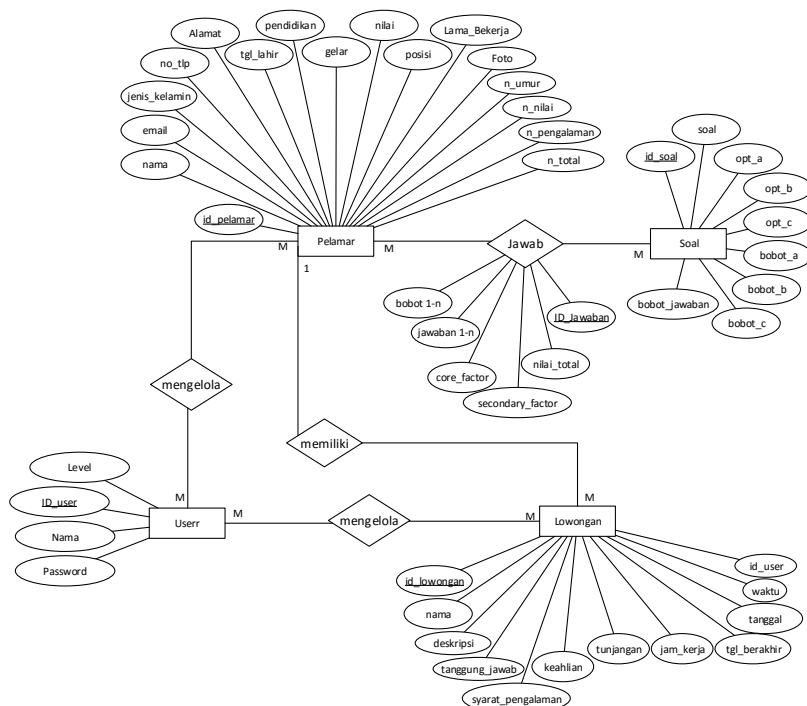 pendidikan
nilai
Lama_Bekerja
Alamat
tgl_lahir
gelar
posisi
Foto
no_tlp
n_umur
jenis_kelamin
n_nilai
email
n_pengalaman
nama
n_total
id_pelamar
soal
id_soal
opt_a
opt_b
opt_c
bobot_a
bobot_b
bobot_c
bobot_jawaban
M
Pelamar
M
Jawab
M
Soal
1
bobot 1-n
jawaban 1-n
core_factor
secondary_factor
nilai_total
ID_Jawaban
mengelola
memiliki
Level
ID_user
Nama
Password
M
Userr
M
mengelola
M
M
Lowongan
id_lowongan
nama
deskripsi
tanggung_jawab
syarat_pengalaman
keahlian
tunjangan
jam_kerja
tgl_berakhir
tanggal
waktu
id_user